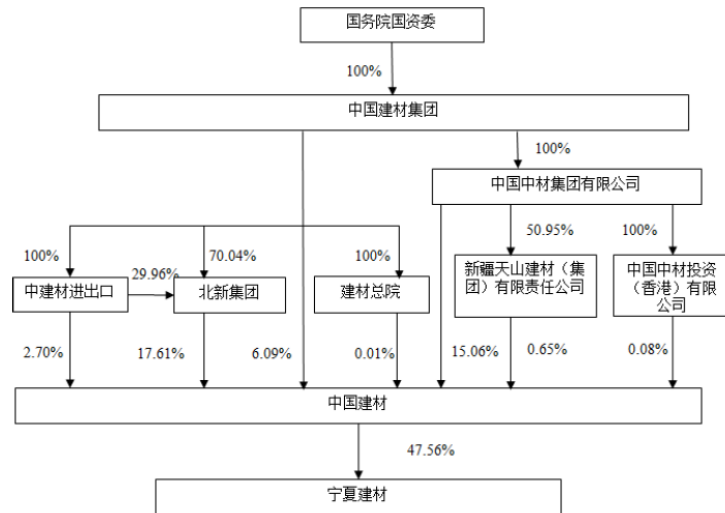 国务院国资委
100%
中国建材集团
100%
中国中材集团有限公司
100%
29.96%
70.04%
100%
50.95%
100%
中建材进出口
北新集团
建材总院
新疆天山建材（集
团）有限责任公司
中国中材投资
（香港）有限
公司
2.70%
17.61%
6.09%
0.01%
15.06%
0.65%
0.08%
中国建材
47.56%
宁夏建材